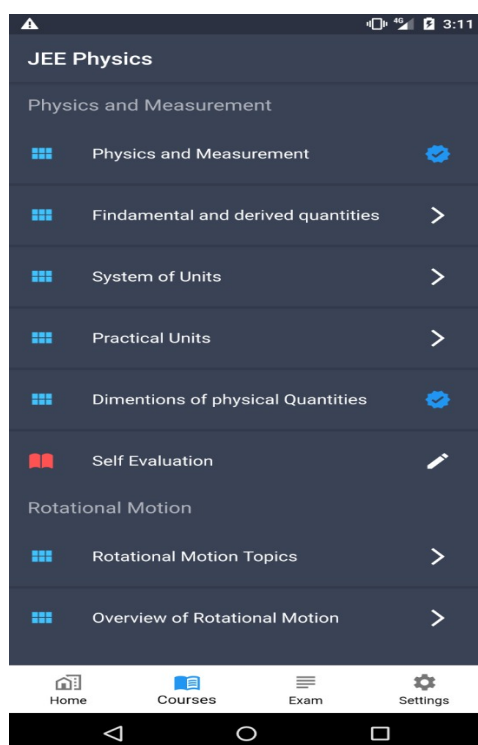 4G 3:11
JEE Physics
Physics and Measurement
Physics and Measurement
Findamental and derived quantities
System of Units
Practical Units
Dimentions of physical Quantities
Self Evaluation
Rotational Motion
Rotational Motion Topics
Overview of Rotational Motion
Home Courses Exam Settings